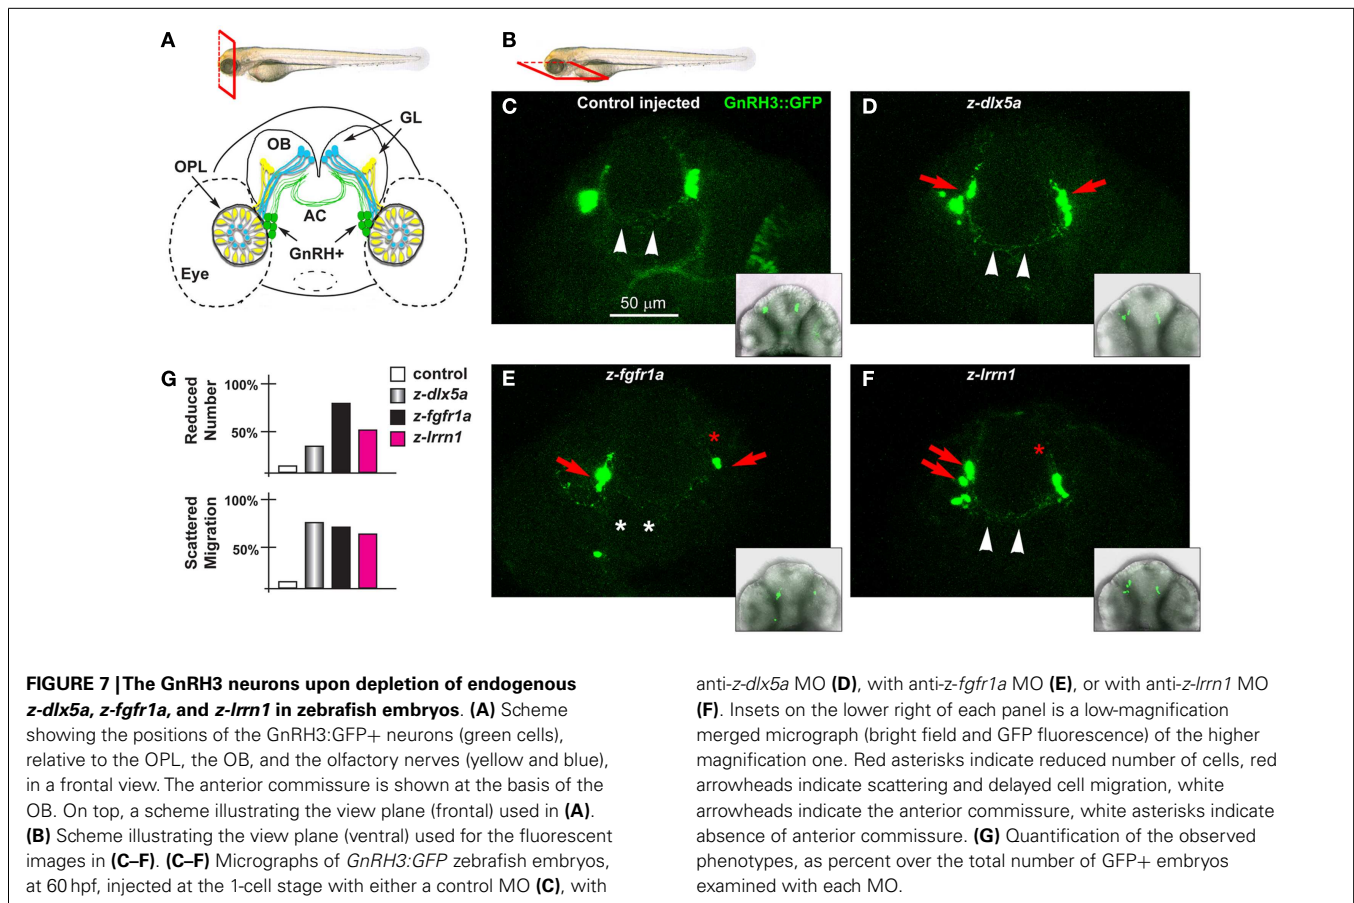 A
B
OB
GL
OPL
AC
GnRH+
Eye
C
Control injected
GnRH3::GFP
50 µm
D
z-dlx5a
E
z-fgfr1a
*
* *
F
z-lrrn1
*
G
Reduced
Number
100%
50%
control
z-dlx5a
z-fgfr1a
z-lrrn1
Scattered
Migration
100%
50%
FIGURE 7 | The GnRH3 neurons upon depletion of endogenous
z-dlx5a, z-fgfr1a, and z-lrrn1 in zebrafish embryos. (A) Scheme
showing the positions of the GnRH3:GFP+ neurons (green cells),
relative to the OPL, the OB, and the olfactory nerves (yellow and blue),
in a frontal view. The anterior commissure is shown at the basis of the
OB. On top, a scheme illustrating the view plane (frontal) used in (A).
(B) Scheme illustrating the view plane (ventral) used for the fluorescent
images in (C–F). (C–F) Micrographs of GnRH3:GFP zebrafish embryos,
at 60 hpf, injected at the 1-cell stage with either a control MO (C), with
anti-z-dlx5a MO (D), with anti-z-fgfr1a MO (E), or with anti-z-lrrn1 MO
(F). Insets on the lower right of each panel is a low-magnification
merged micrograph (bright field and GFP fluorescence) of the higher
magnification one. Red asterisks indicate reduced number of cells, red
arrowheads indicate scattering and delayed cell migration, white
arrowheads indicate the anterior commissure, white asterisks indicate
absence of anterior commissure. (G) Quantification of the observed
phenotypes, as percent over the total number of GFP+ embryos
examined with each MO.